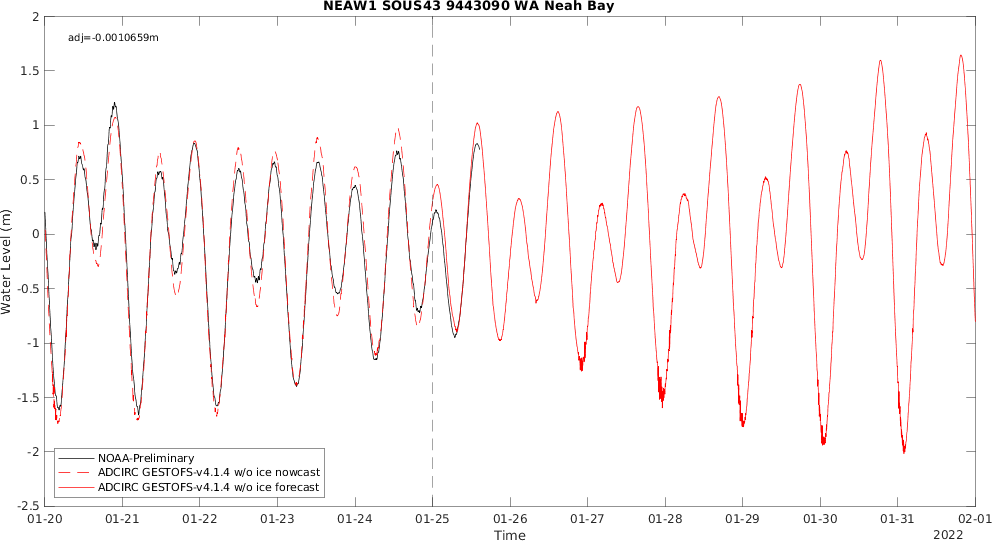 NEAW1 SOUS43 9443090 WA Neah Bay
adj=-0.0010659m
2
1.5
1
0.5
0
-0.5
-1
-1.5
-2
-2.5
Water Level (m)
NOAA-Preliminary
ADCIRC GESTOFS-v4.1.4 w/o ice nowcast
ADCIRC GESTOFS-v4.1.4 w/o ice forecast
01-20 01-21 01-22 01-23 01-24 01-25 01-26 01-27 01-28 01-29 01-30 01-31 02-01
Time
2022